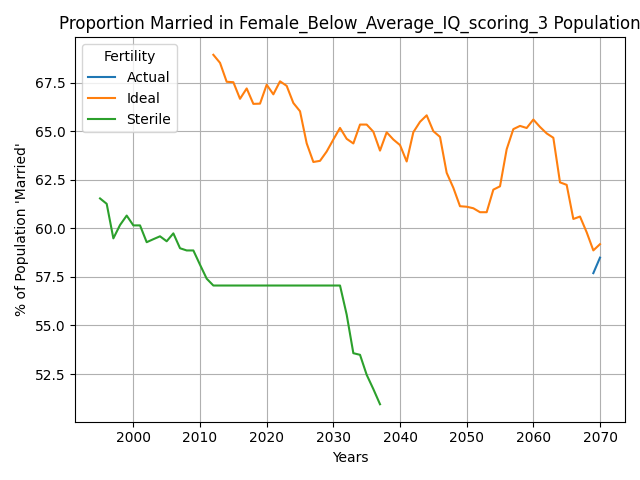 Proportion Married in Female_Below_Average_IQ_scoring_3 Population
Fertility
Actual
Ideal
Sterile
% of Population 'Married'
67.5
65.0
62.5
60.0
57.5
55.0
52.5
2000 2010 2020 2030 2040 2050 2060 2070
Years